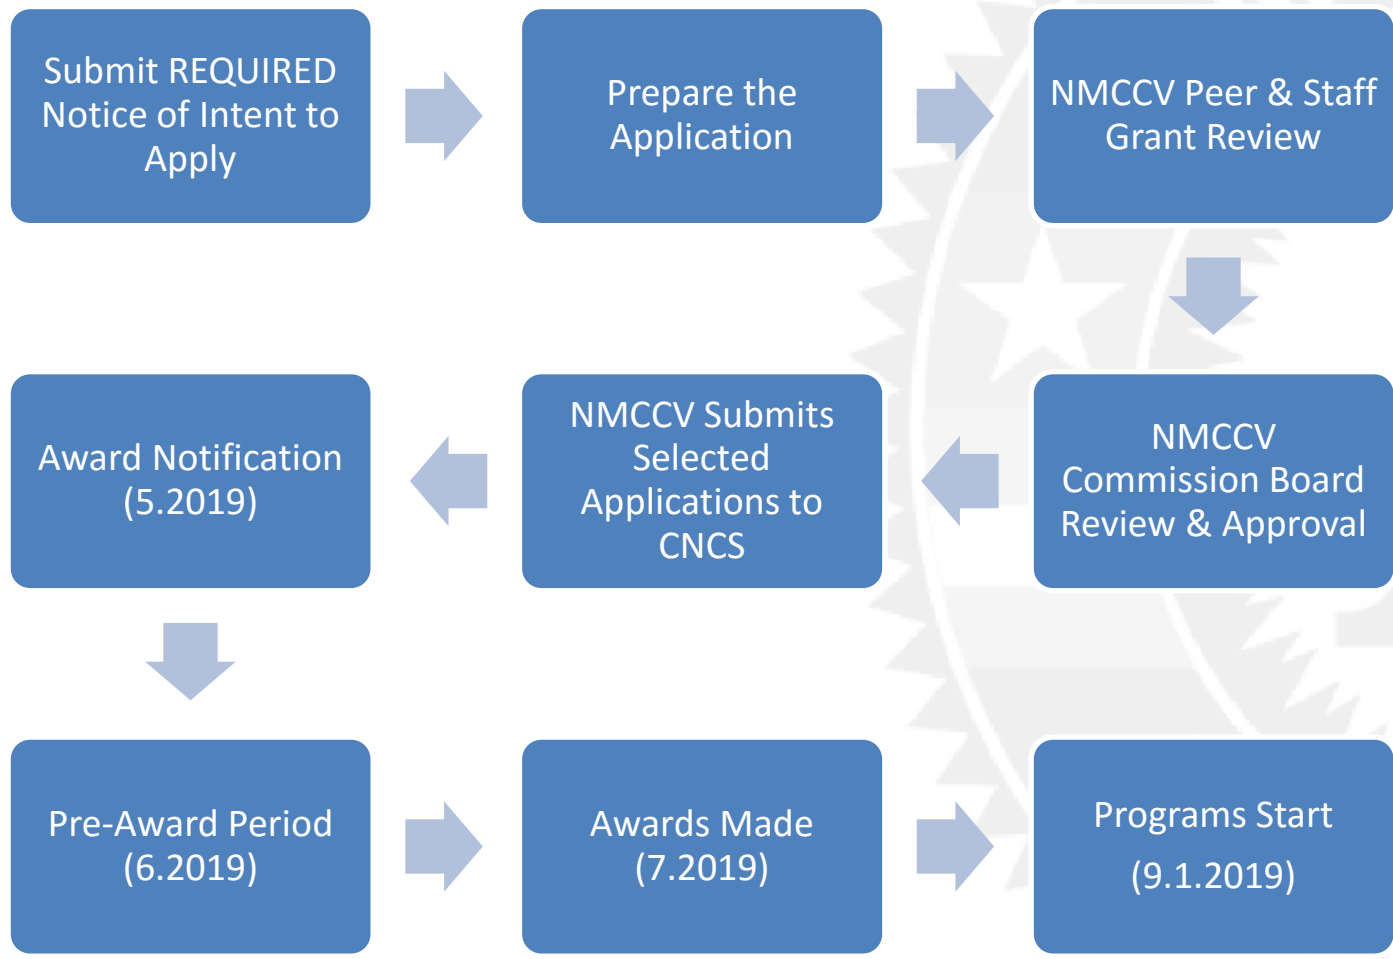 Submit REQUIRED
Notice of Intent to
Apply
Prepare the
Application
NMCCV Peer & Staff
Grant Review
NMCCV
Commission Board
Review & Approval
NMCCV Submits
Selected
Applications to
CNCS
Award Notification
(5.2019)
Pre-Award Period
(6.2019)
Awards Made
(7.2019)
Programs Start
(9.1.2019)